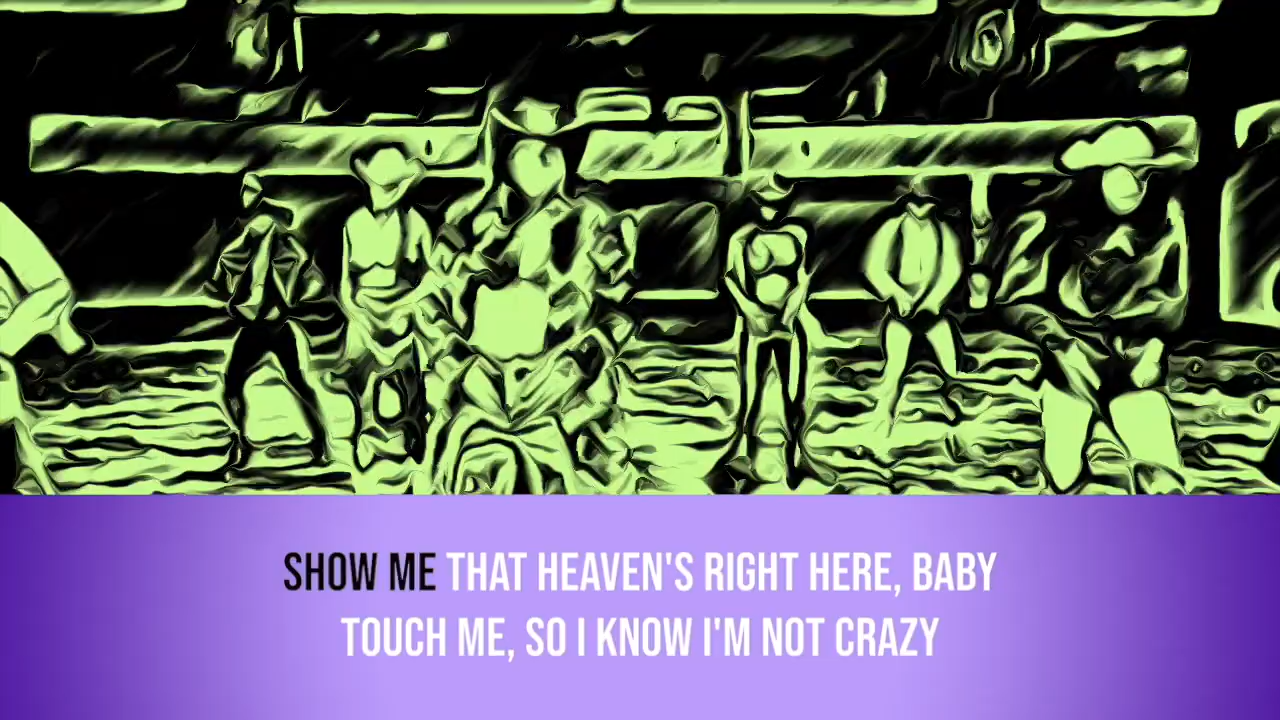 SHOW ME THAT HEAVEN'S RIGHT HERE, BABY
TOUCH ME, SO I KNOW I'M NOT CRAZY